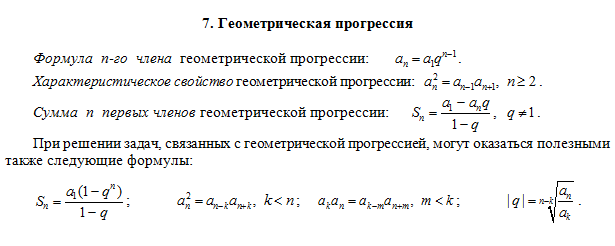 7. Геометрическая прогрессия
Формула n-го члена геометрической прогрессии: aₙ = a₁qⁿ⁻¹ .
Характеристическое свойство геометрической прогрессии: aₙ² = aₙ₋₁aₙ₊₁, n ≥ 2 .
Сумма n первых членов геометрической прогрессии: Sₙ = (a₁ − aₙq)/(1 − q), q ≠ 1 .
При решении задач, связанных с геометрической прогрессией, могут оказаться полезными
также следующие формулы:
Sₙ = a₁(1 − qⁿ)/(1 − q) ; aₙ² = aₙ₋ₖaₙ₊ₖ, k < n ; aₖaₙ = aₖ₋ₘaₙ₊ₘ, m < k ; |q| = ⁿ⁻ᵏ√(aₙ/aₖ) .